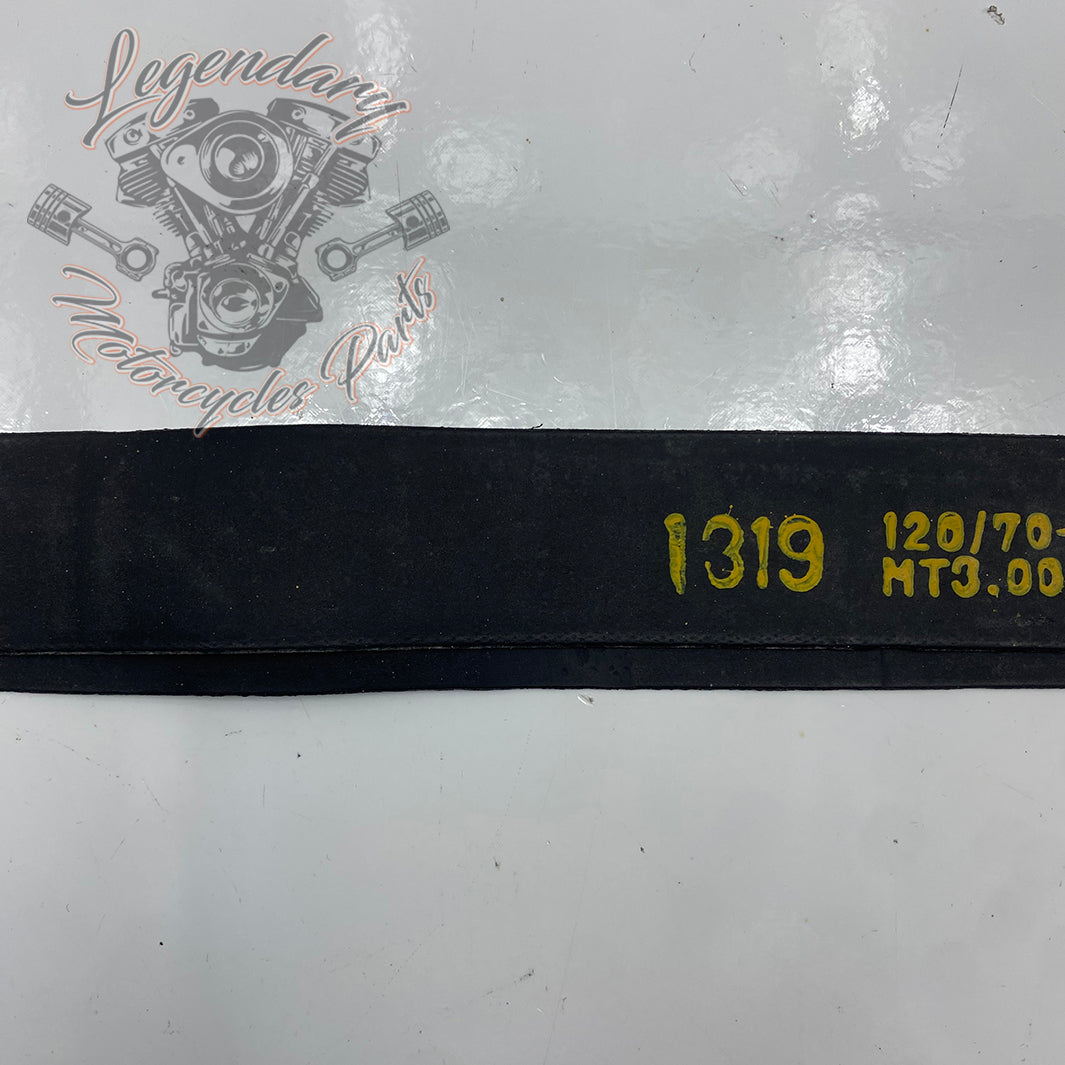 Legendary
Motorcycles Parts
1319
120/70-
MT3.00